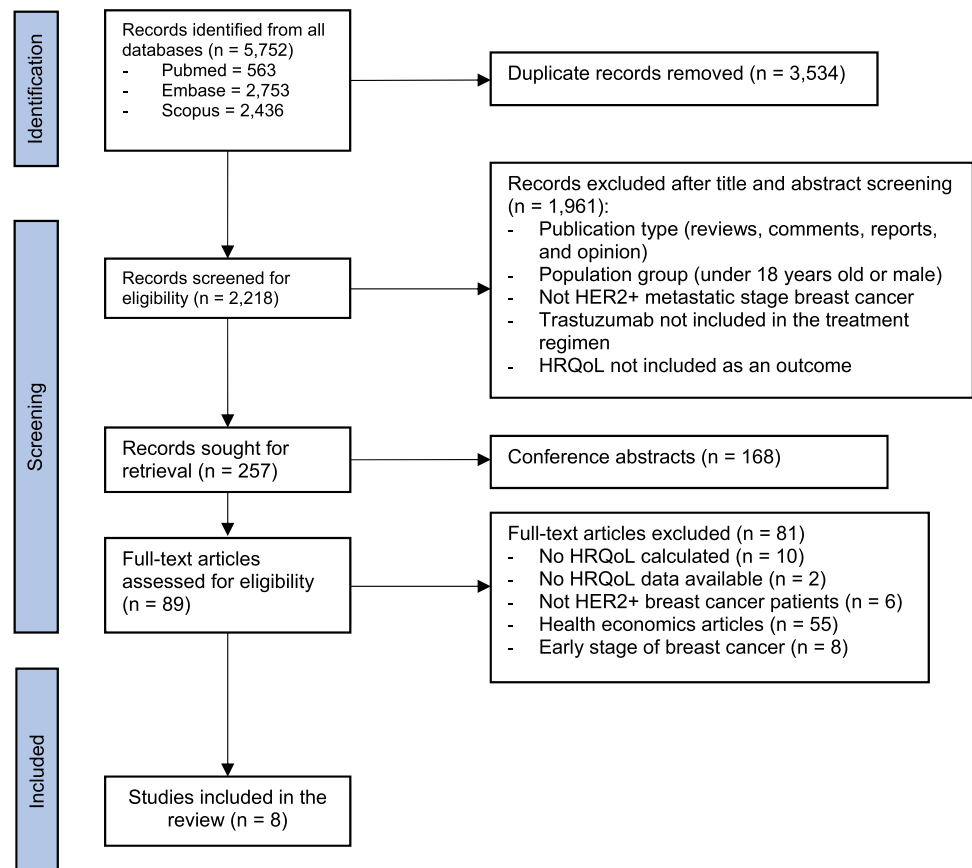 Identification
Records identified from all
databases (n = 5,752)
- Pubmed = 563
- Embase = 2,753
- Scopus = 2,436
Duplicate records removed (n = 3,534)
Screening
Records screened for
eligibility (n = 2,218)
Records excluded after title and abstract screening
(n = 1,961):
- Publication type (reviews, comments, reports,
and opinion)
- Population group (under 18 years old or male)
- Not HER2+ metastatic stage breast cancer
- Trastuzumab not included in the treatment
regimen
- HRQoL not included as an outcome
Records sought for
retrieval (n = 257)
Conference abstracts (n = 168)
Full-text articles
assessed for eligibility
(n = 89)
Full-text articles excluded (n = 81)
- No HRQoL calculated (n = 10)
- No HRQoL data available (n = 2)
- Not HER2+ breast cancer patients (n = 6)
- Health economics articles (n = 55)
- Early stage of breast cancer (n = 8)
Included
Studies included in the
review (n = 8)